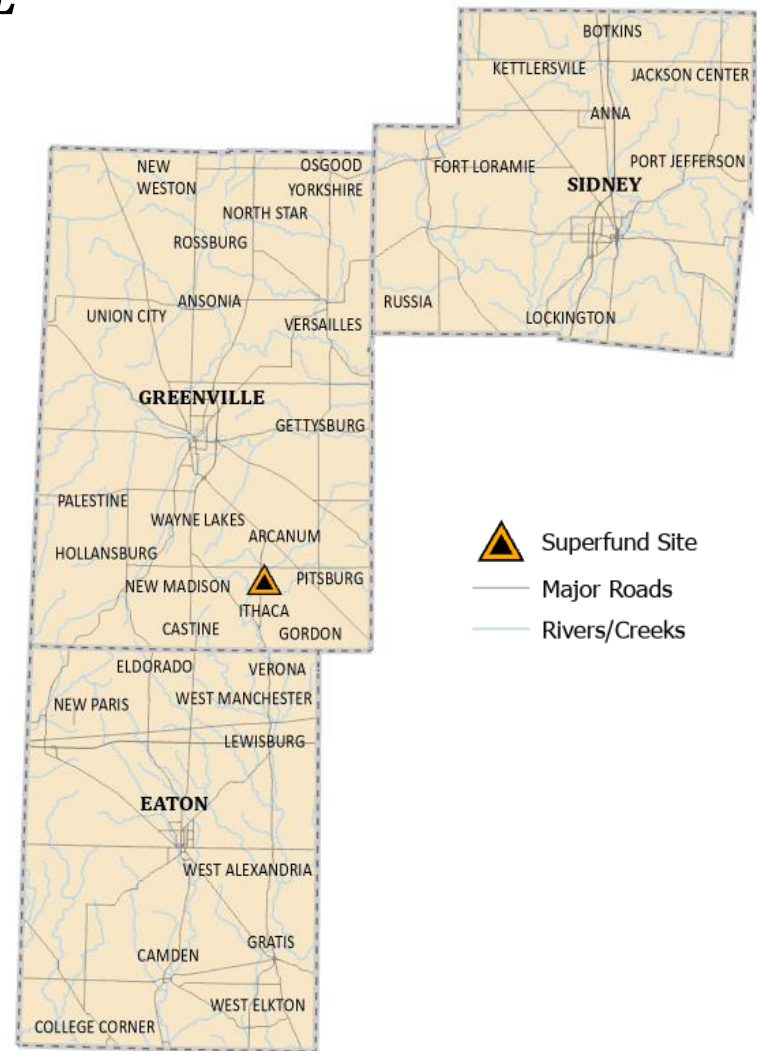 E
BOTKINS
KETTLERSVILE
JACKSON CENTER
ANNA
FORT LORAMIE
PORT JEFFERSON
SIDNEY
RUSSIA
LOCKINGTON
NEW
WESTON
OSGOOD
YORKSHIRE
NORTH STAR
ROSSBURG
ANSONIA
UNION CITY
VERSAILLES
GREENVILLE
GETTYSBURG
PALESTINE
WAYNE LAKES
ARCANUM
HOLLANSBURG
NEW MADISON
PITSBURG
ITHACA
CASTINE
GORDON
Superfund Site
Major Roads
Rivers/Creeks
ELDORADO
VERONA
NEW PARIS
WEST MANCHESTER
LEWISBURG
EATON
WEST ALEXANDRIA
GRATIS
CAMDEN
WEST ELKTON
COLLEGE CORNER